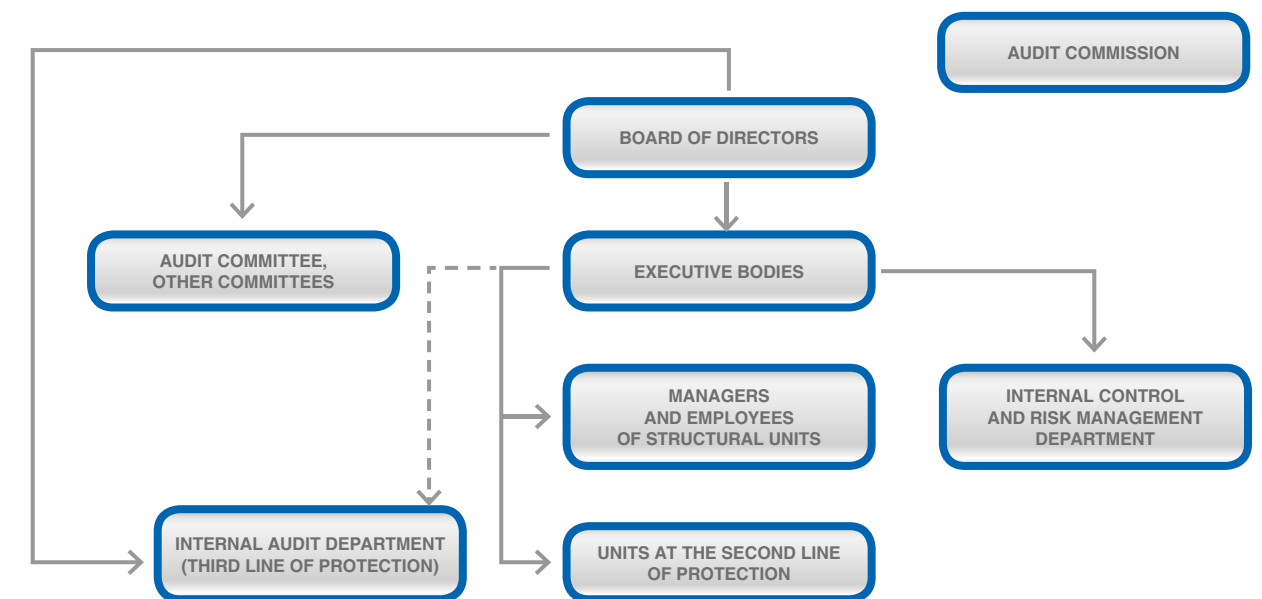 AUDIT COMMISSION
BOARD OF DIRECTORS
AUDIT COMMITTEE,
OTHER COMMITTEES
EXECUTIVE BODIES
MANAGERS
AND EMPLOYEES
OF STRUCTURAL UNITS
INTERNAL CONTROL
AND RISK MANAGEMENT
DEPARTMENT
INTERNAL AUDIT DEPARTMENT
(THIRD LINE OF PROTECTION)
UNITS AT THE SECOND LINE
OF PROTECTION